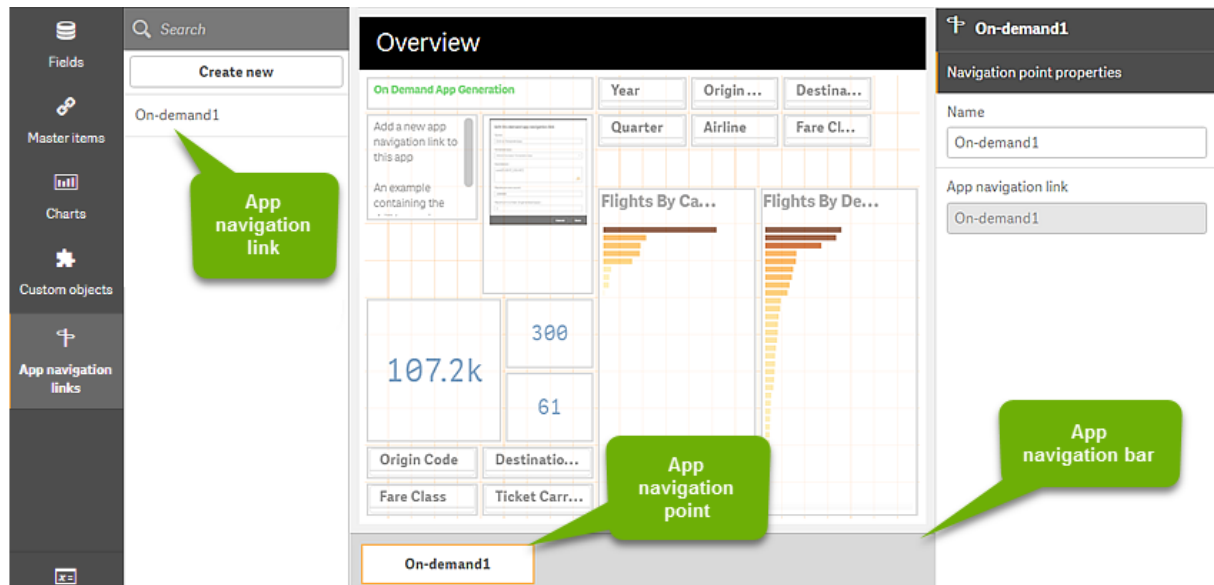 Fields
Master items
Charts
Custom objects
App navigation
links
Search
Create new
On-demand1
App
navigation
link
Overview
On Demand App Generation
Add a new app
navigation link to
this app
An example
containing the
Year
Origin ...
Destina...
Quarter
Airline
Fare Cl...
Flights By Ca...
Flights By De...
107.2k
300
61
Origin Code
Destinatio...
Fare Class
Ticket Carr...
App
navigation
point
On-demand1
App
navigation bar
On-demand1
Navigation point properties
Name
On-demand1
App navigation link
On-demand1